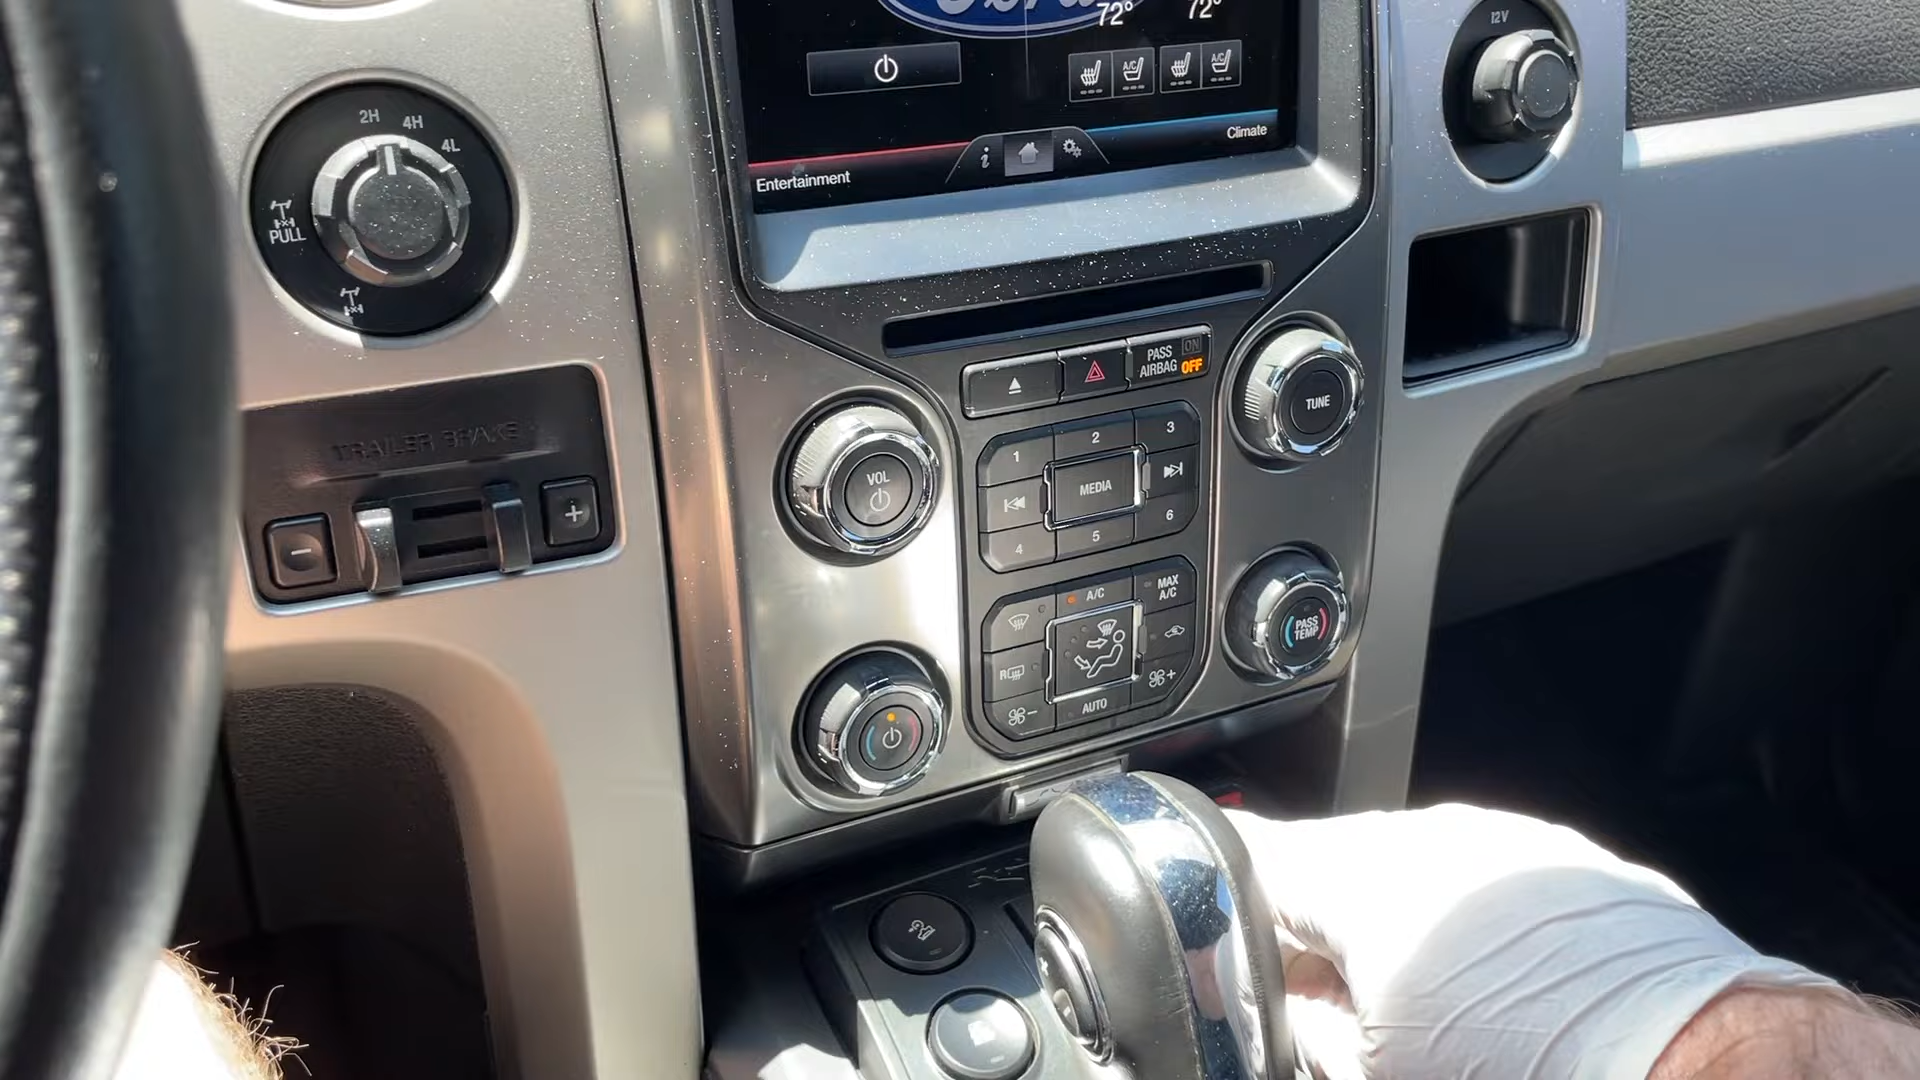 Ford
72° 72°
12V
A/C A/C
Climate
Entertainment
2H 4H 4L
PULL
PASS AIRBAG ON OFF
TUNE
TRAILER BRAKE
VOL
1 2 3
MEDIA
4 5 6
A/C MAX A/C
PASS TEMP
R
AUTO